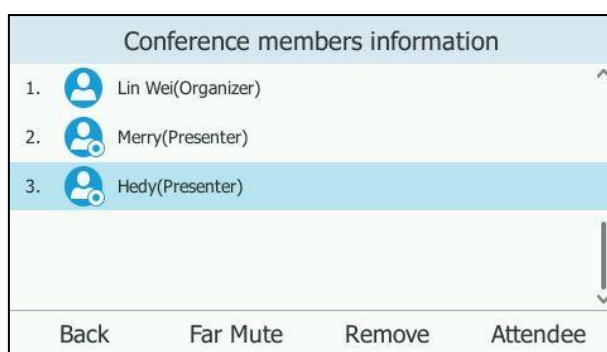 Conference members information
1. Lin Wei(Organizer)
2. Merry(Presenter)
3. Hedy(Presenter)
Back Far Mute Remove Attendee